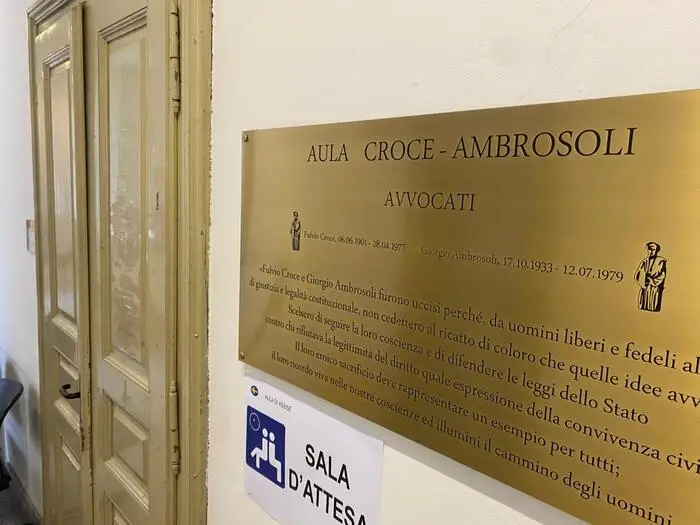 AULA CROCE - AMBROSOLI
AVVOCATI
Fulvio Croce, 06.06.1901 - 28.04.1977 Giorgio Ambrosoli, 17.10.1933 - 12.07.1979
«Fulvio Croce e Giorgio Ambrosoli furono uccisi perché, da uomini liberi e fedeli al
di giustizia e legalità costituzionale, non cedettero al ricatto di coloro che quelle idee avv
Scelsero di seguire la loro coscienza e di difendere le leggi dello Stato
contro chi rifiutava la legittimità del diritto quale espressione della convivenza civi
Il loro eroico sacrificio deve rappresentare un esempio per tutti;
il loro ricordo viva nelle nostre coscienze ed illumini il cammino degli uomini
AULA DI ASSISE
SALA
D'ATTESA